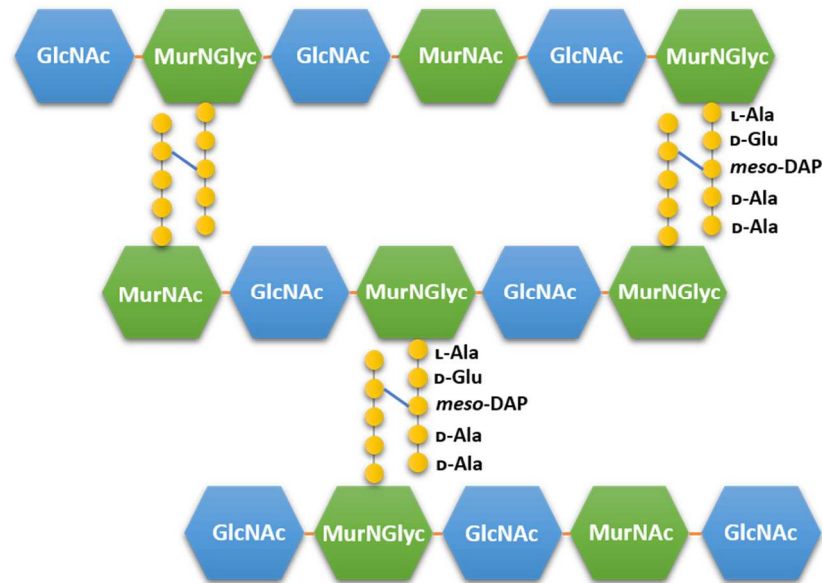 GlcNAc MurNGlyc GlcNAc MurNAc GlcNAc MurNGlyc
L-Ala
D-Glu
meso-DAP
D-Ala
D-Ala
MurNAc GlcNAc MurNGlyc GlcNAc MurNGlyc
L-Ala
D-Glu
meso-DAP
D-Ala
D-Ala
GlcNAc MurNGlyc GlcNAc MurNAc GlcNAc